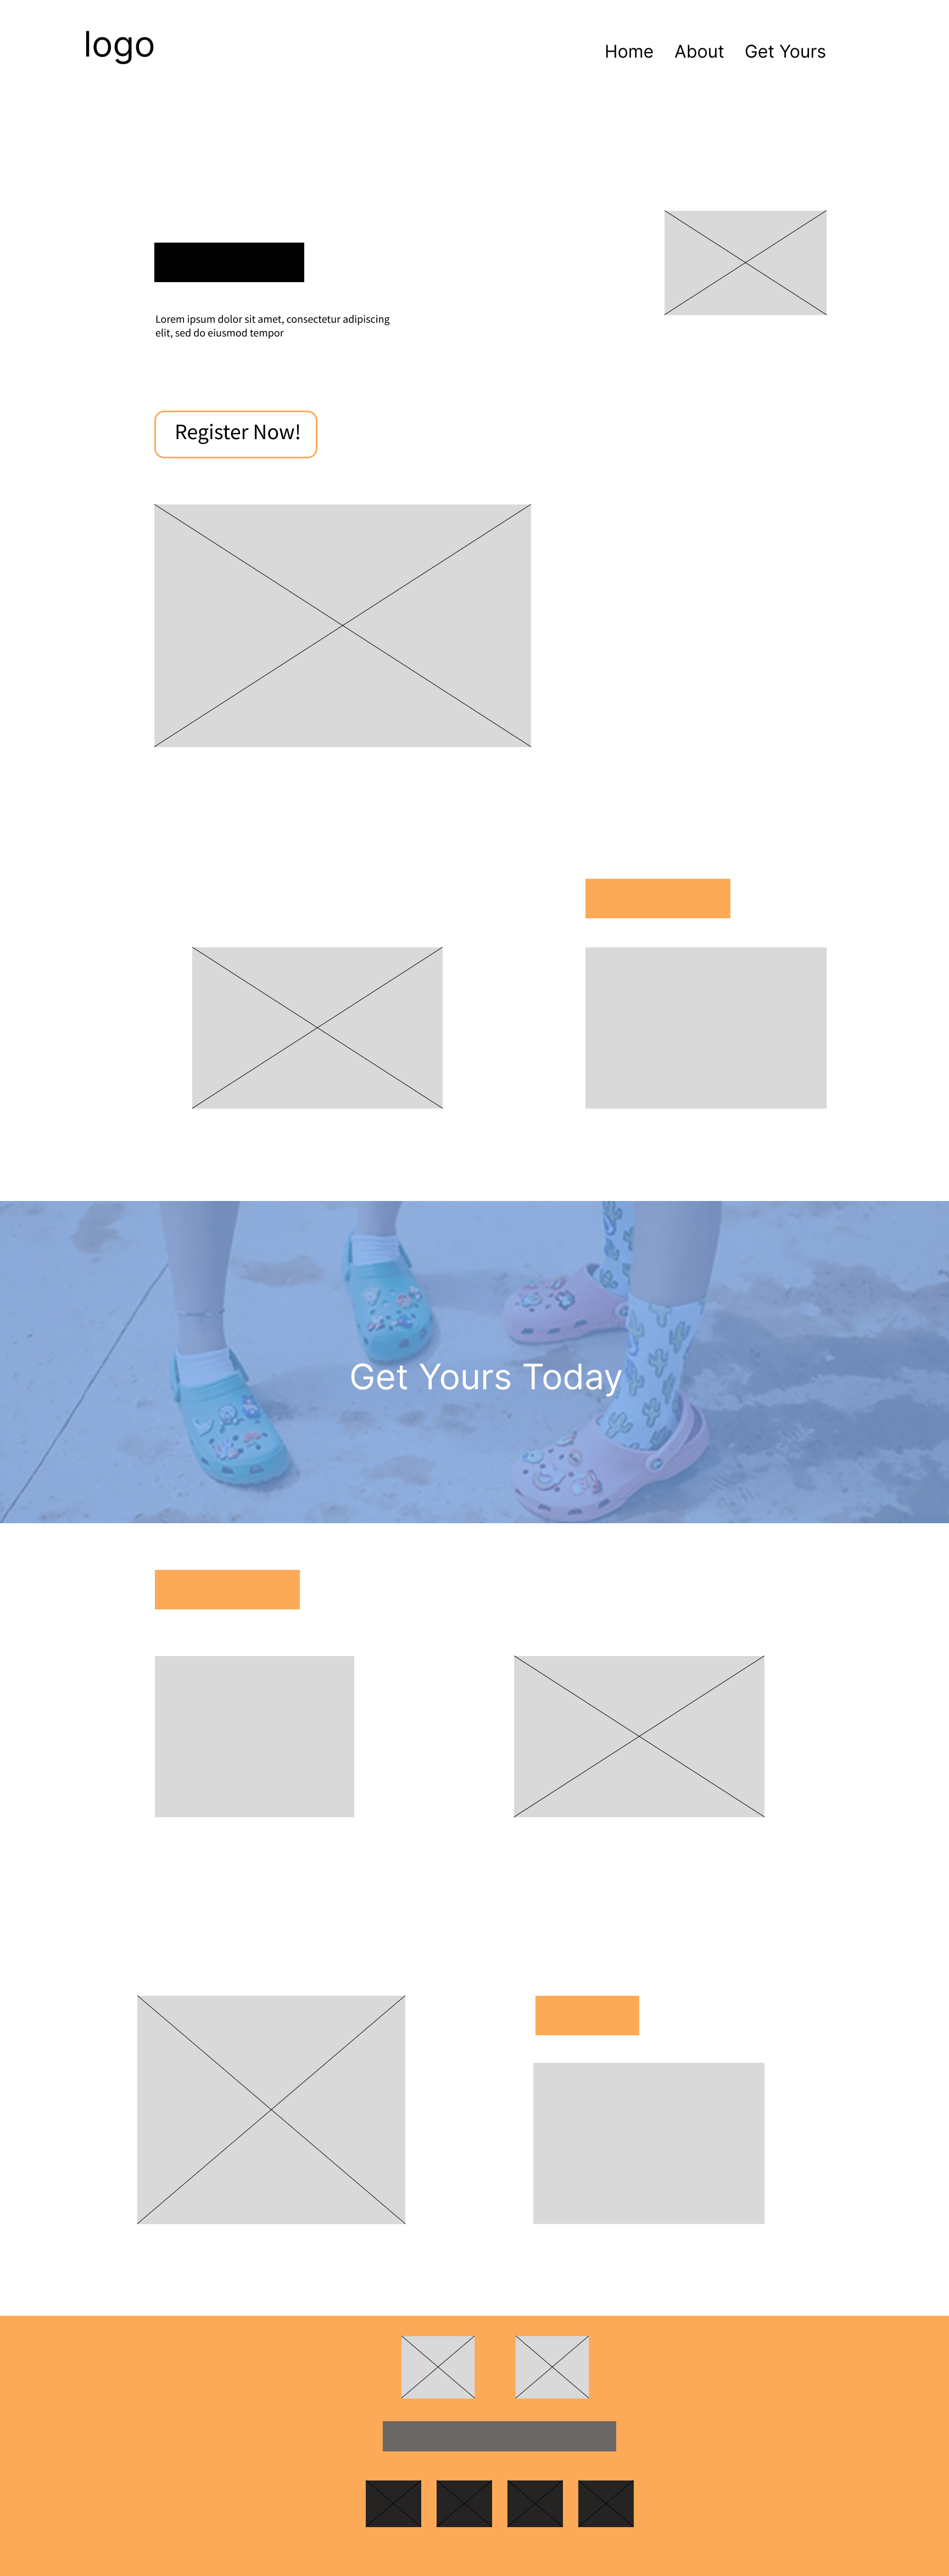 logo
Home About Get Yours
Lorem ipsum dolor sit amet, consectetur adipiscing
elit, sed do eiusmod tempor
Register Now!
Get Yours Today